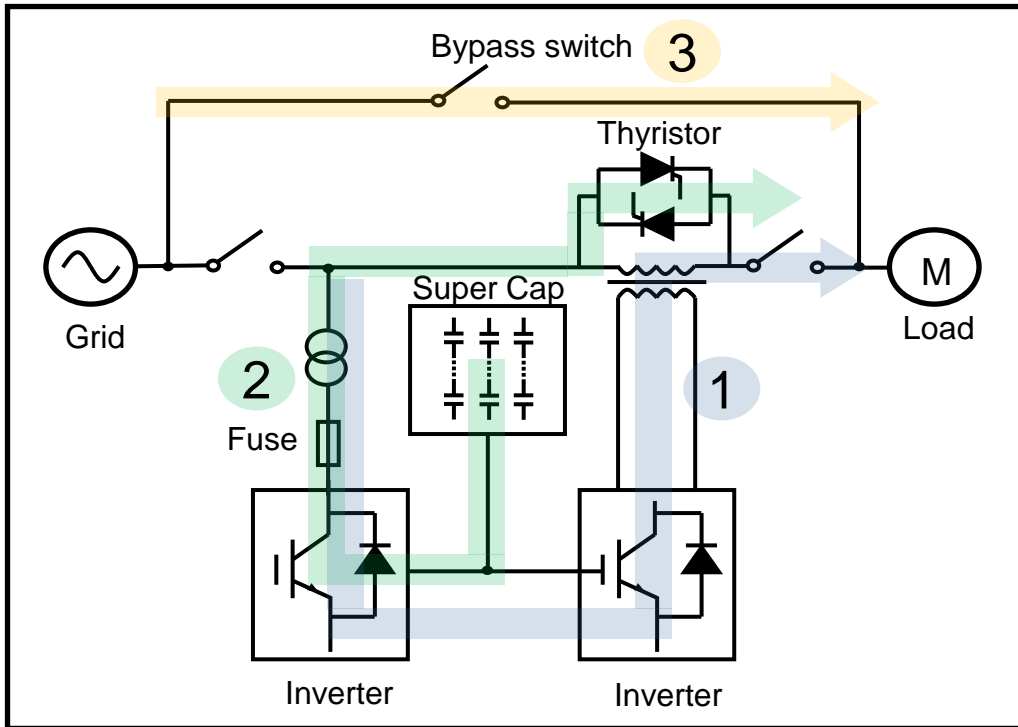 Bypass switch
3
Thyristor
Grid
Super Cap
M
Load
2
1
Fuse
Inverter
Inverter